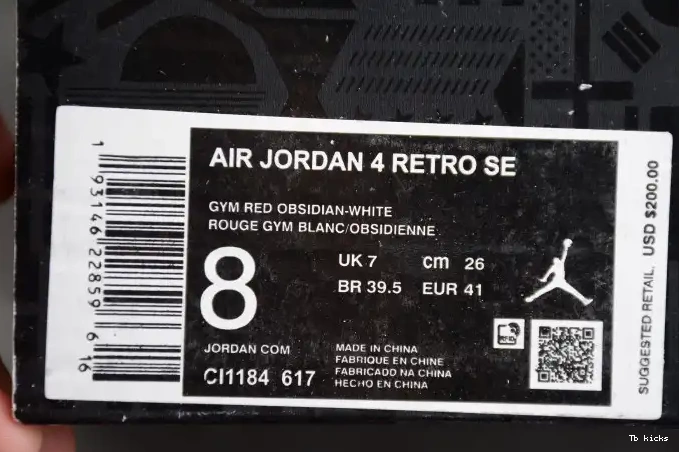 AIR JORDAN 4 RETRO SE
GYM RED OBSIDIAN-WHITE
ROUGE GYM BLANC/OBSIDIENNE
8
UK 7 cm 26
BR 39.5 EUR 41
JORDAN COM
CI1184 617
MADE IN CHINA
FABRIQUE EN CHINE
FABRICADO NA CHINA
HECHO EN CHINA
1 93146 22859 6 16
SUGGESTED RETAIL. USD $200.00
Tb kicks